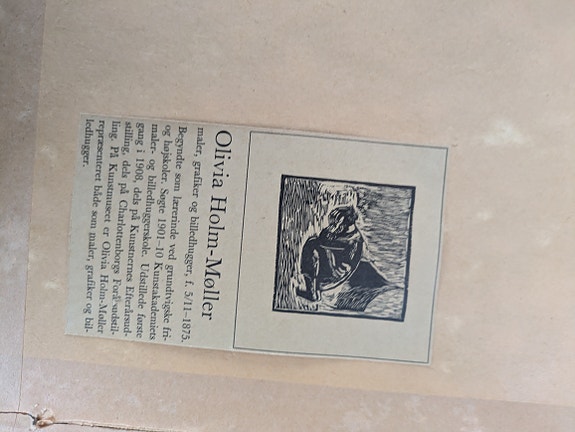 Olivia Holm-Møller
maler, grafiker og billedhugger, f. 5/11-1875.
Begyndte som lærerinde ved grundtvigske fri-
og højskoler. Søgte 1901-10 Kunstakademiets
maler- og billedhuggerskole. Udstillede første
gang i 1908, dels på Kunstnernes Efterårsud-
stilling, dels på Charlottenborgs Forårsudstil-
ling. På Kunstmuseet er Olivia Holm-Møller
repræsenteret både som maler, grafiker og bil-
ledhugger.